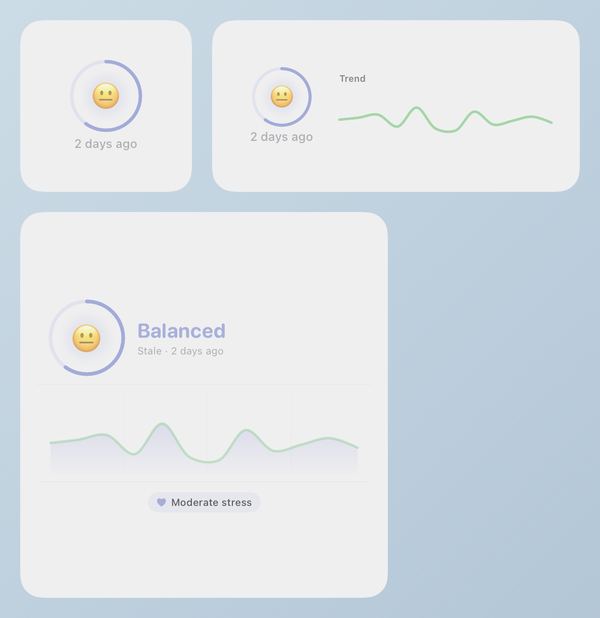 2 days ago
Trend
2 days ago
Balanced
Stale · 2 days ago
Moderate stress